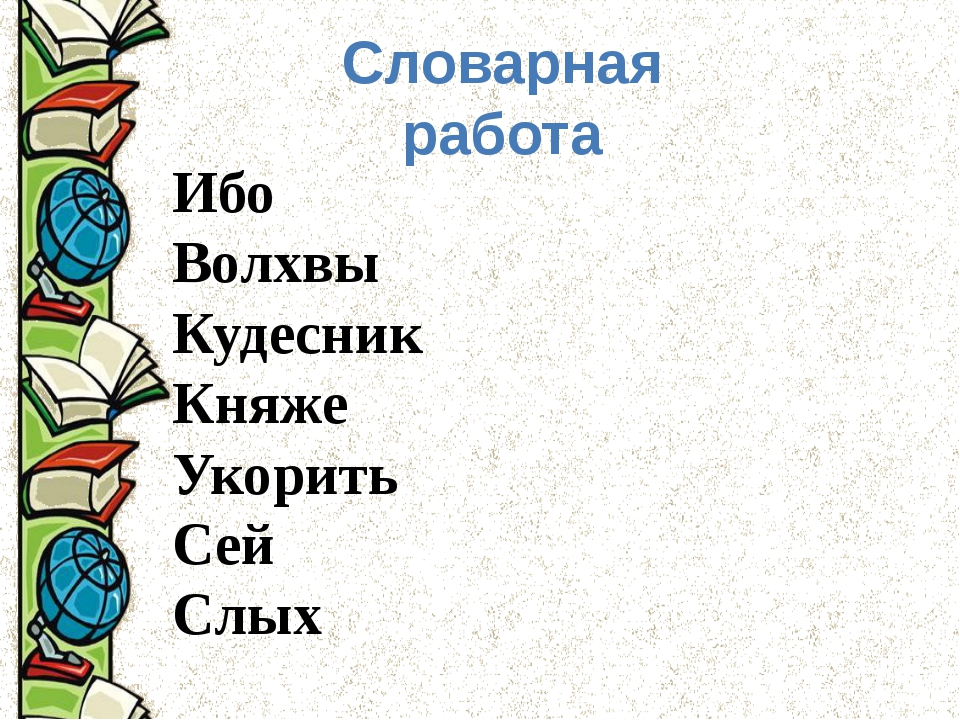 Словарная
работа
Ибо
Волхвы
Кудесник
Княже
Укорить
Сей
Слых